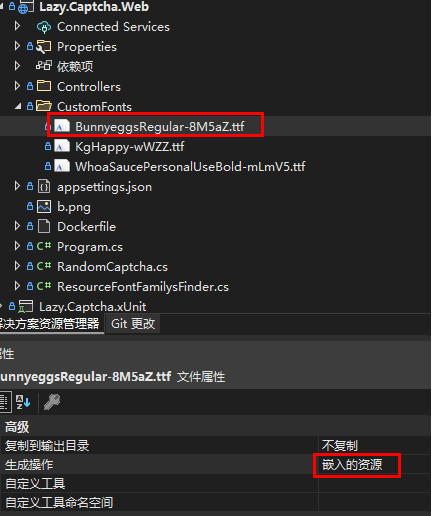 Lazy.Captcha.Web
Connected Services
Properties
依赖项
Controllers
CustomFonts
BunnyeggsRegular-8M5aZ.ttf
KgHappy-wWZZ.ttf
WhoaSaucePersonalUseBold-mLmV5.ttf
appsettings.json
b.png
Dockerfile
C# Program.cs
C# RandomCaptcha.cs
C# ResourceFontFamilysFinder.cs
Lazy.Captcha.xUnit
解决方案资源管理器 Git 更改
属性
unnyeggsRegular-8M5aZ.ttf 文件属性
高级
复制到输出目录 不复制
生成操作 嵌入的资源
自定义工具
自定义工具命名空间